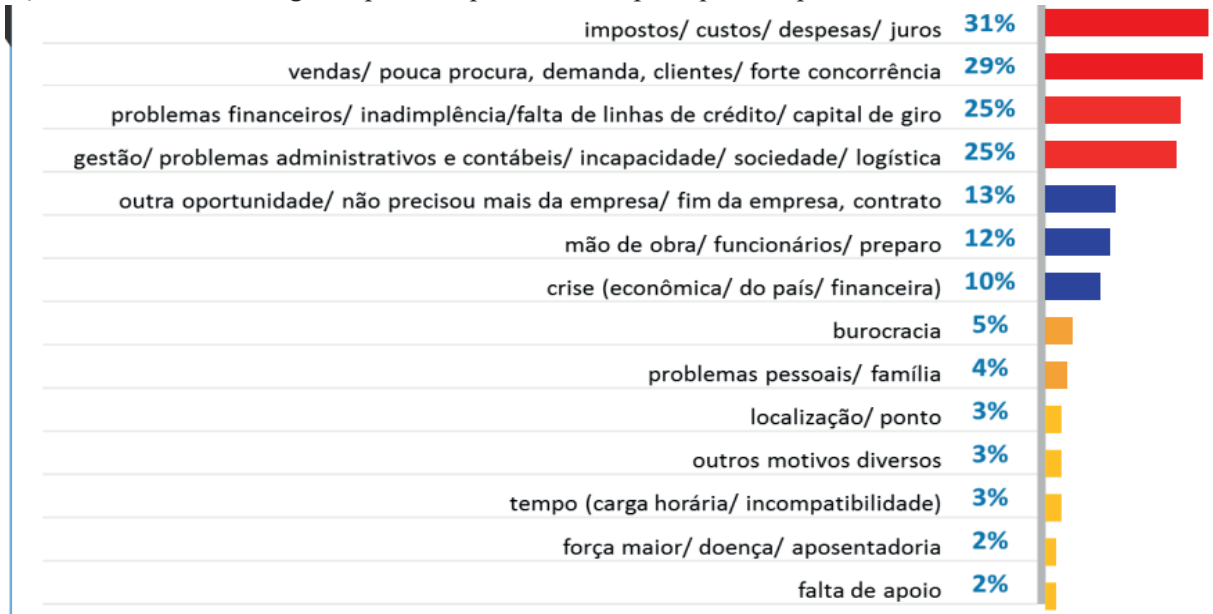 impostos/ custos/ despesas/ juros 31%
vendas/ pouca procura, demanda, clientes/ forte concorrência 29%
problemas financeiros/ inadimplência/falta de linhas de crédito/ capital de giro 25%
gestão/ problemas administrativos e contábeis/ incapacidade/ sociedade/ logística 25%
outra oportunidade/ não precisou mais da empresa/ fim da empresa, contrato 13%
mão de obra/ funcionários/ preparo 12%
crise (econômica/ do país/ financeira) 10%
burocracia 5%
problemas pessoais/ família 4%
localização/ ponto 3%
outros motivos diversos 3%
tempo (carga horária/ incompatibilidade) 3%
força maior/ doença/ aposentadoria 2%
falta de apoio 2%